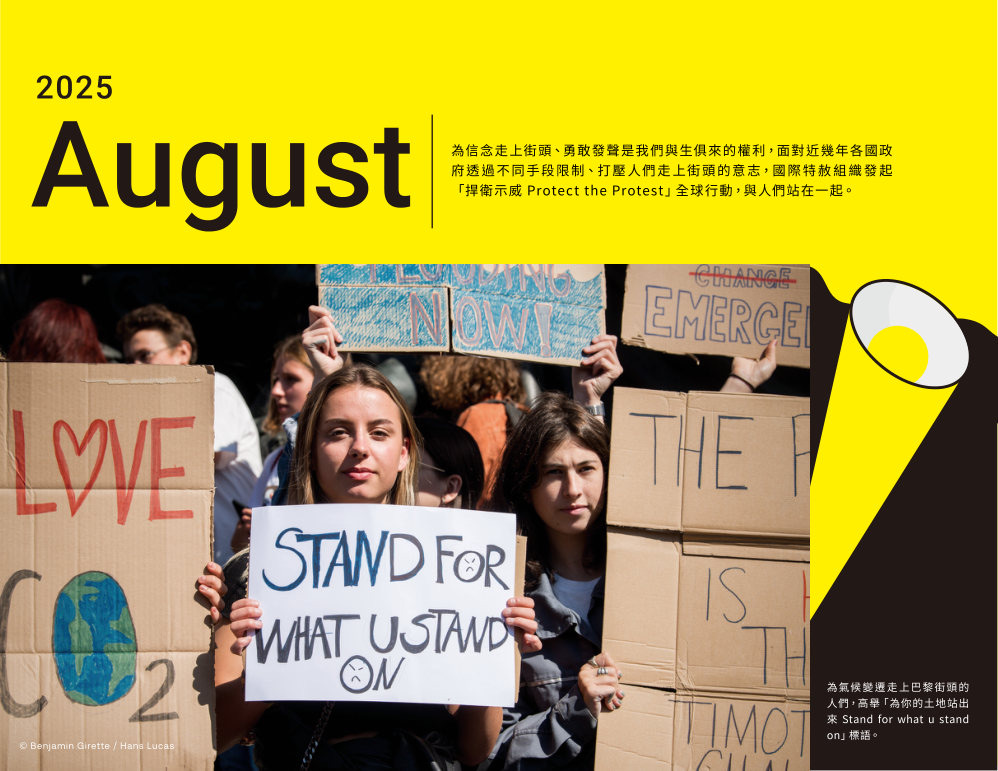 2025
August
為信念走上街頭、勇敢發聲是我們與生俱來的權利，面對近幾年各國政
府透過不同手段限制、打壓人們走上街頭的意志，國際特赦組織發起
「捍衛示威 Protect the Protest」全球行動，與人們站在一起。
FLOODING
NOW!
CHANGE
EMERGE
LOVE
CO2
STAND FOR
WHAT U STAND
ON
THE P
IS
TH
TIMOT
為氣候變遷走上巴黎街頭的
人們，高舉「為你的土地站出
來 Stand for what u stand
on」標語。
© Benjamin Girette / Hans Lucas